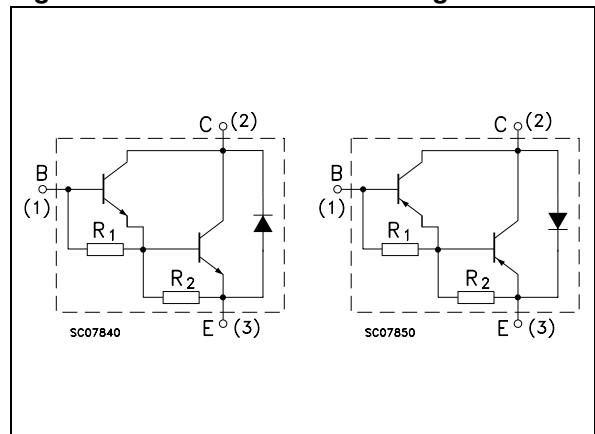 C (2)
B
(1)
R1
R2
SC07840
E (3)
C (2)
B
(1)
R1
R2
SC07850
E (3)